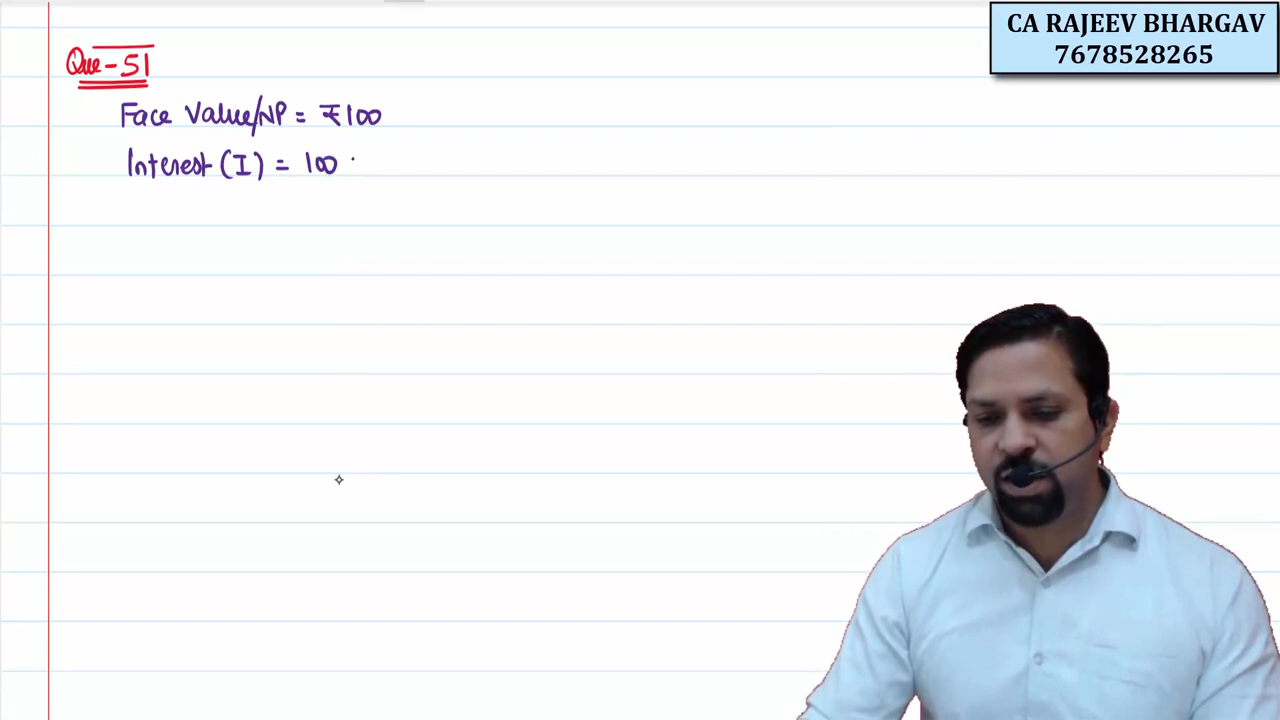 CA RAJEEV BHARGAV
7678528265
Que-51
Face Value/NP = ₹100
Interest (I) = 100